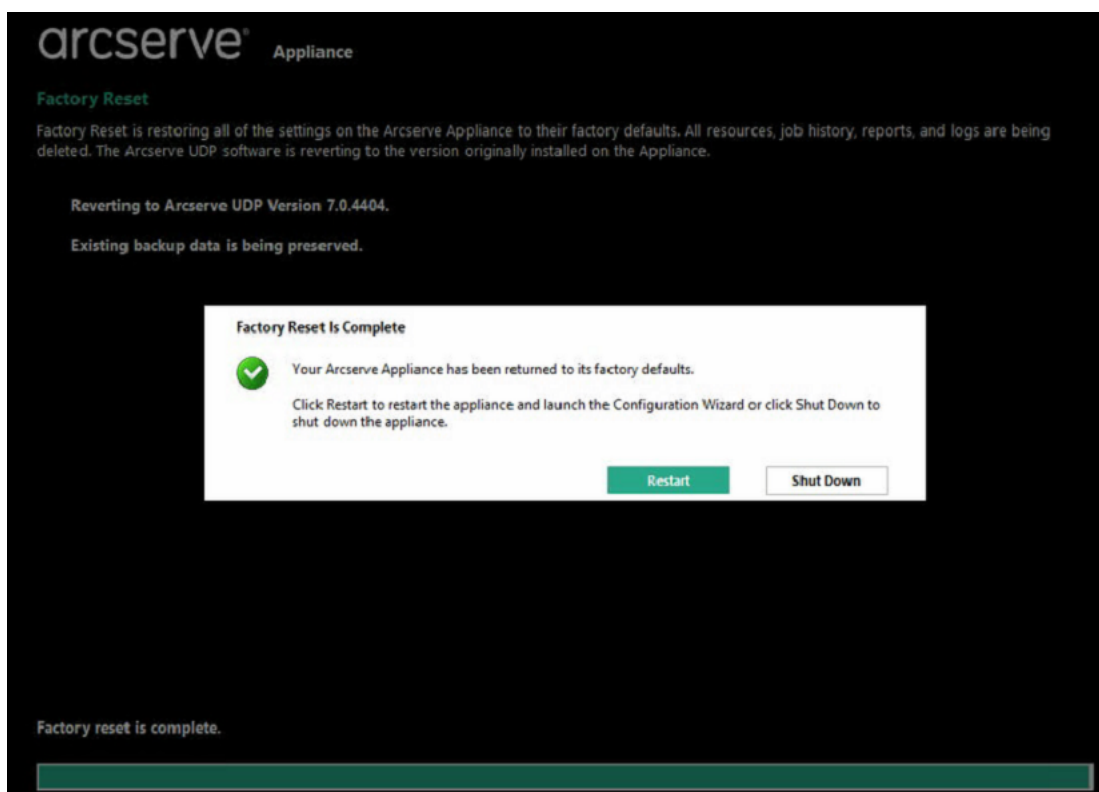 arcserve® Appliance
Factory Reset
Factory Reset is restoring all of the settings on the Arcserve Appliance to their factory defaults. All resources, job history, reports, and logs are being
deleted. The Arcserve UDP software is reverting to the version originally installed on the Appliance.
Reverting to Arcserve UDP Version 7.0.4404.
Existing backup data is being preserved.
Factory Reset Is Complete
Your Arcserve Appliance has been returned to its factory defaults.
Click Restart to restart the appliance and launch the Configuration Wizard or click Shut Down to
shut down the appliance.
Restart Shut Down
Factory reset is complete.